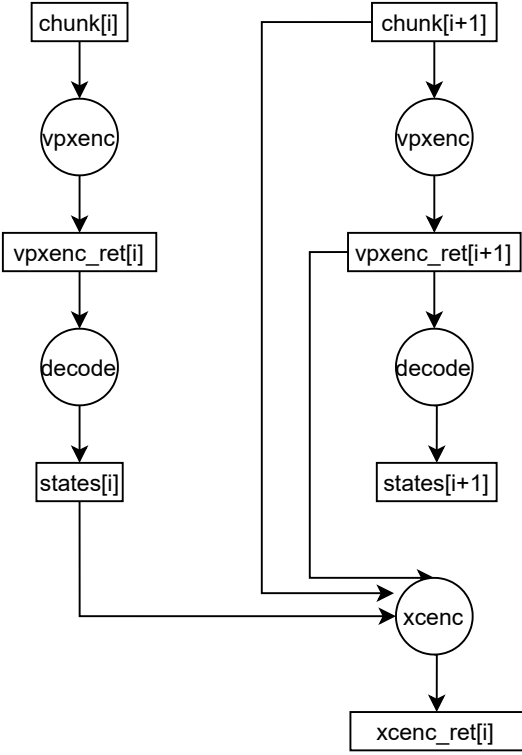 chunk[i]
chunk[i+1]
vpxenc
vpxenc
vpxenc_ret[i]
vpxenc_ret[i+1]
decode
decode
states[i]
states[i+1]
xcenc
xcenc_ret[i]